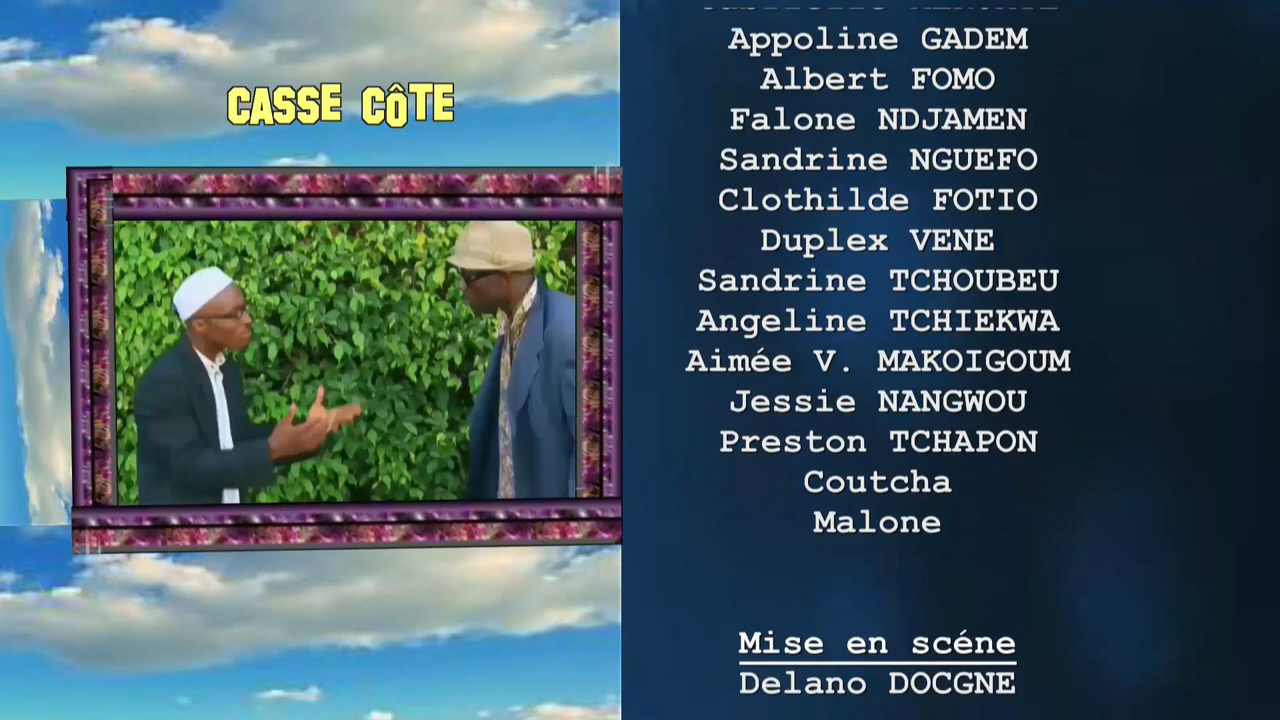 CASSE CÔTE
Appoline GADEM
Albert FOMO
Falone NDJAMEN
Sandrine NGUEFO
Clothilde FOTIO
Duplex VENE
Sandrine TCHOUBEU
Angeline TCHIEKWA
Aimée V. MAKOIGOUM
Jessie NANGWOU
Preston TCHAPON
Coutcha
Malone
Mise en scéne
Delano DOCGNE